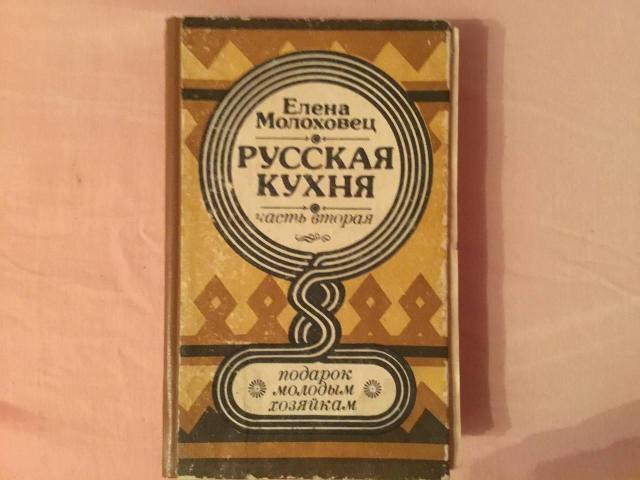 Елена
Молоховец
РУССКАЯ
КУХНЯ
часть вторая
подарок
молодым
хозяйкам